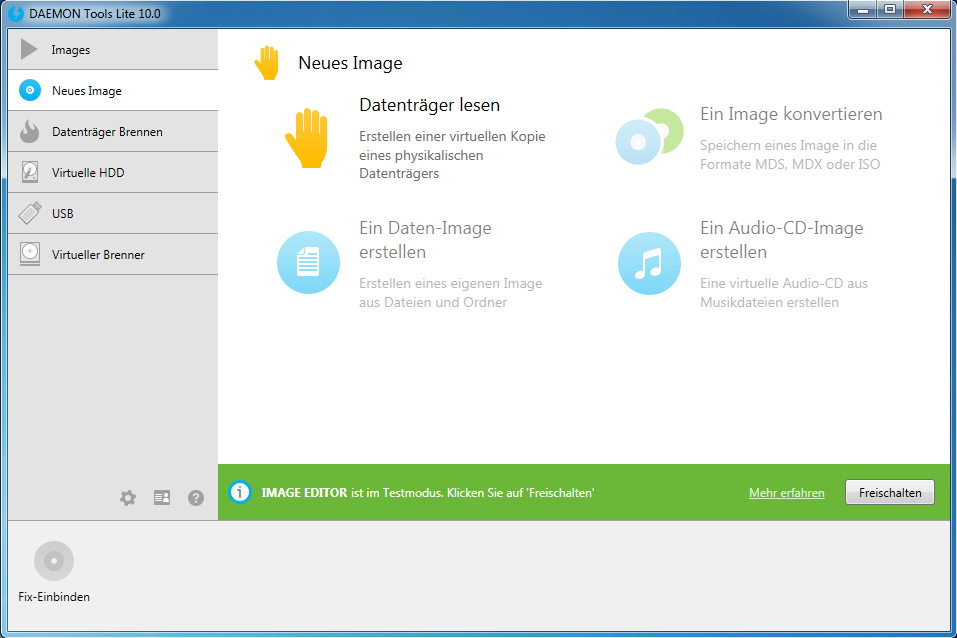 DAEMON Tools Lite 10.0
Images
Neues Image
Datenträger Brennen
Virtuelle HDD
USB
Virtueller Brenner
Neues Image
Datenträger lesen
Erstellen einer virtuellen Kopie
eines physikalischen
Datenträgers
Ein Image konvertieren
Speichern eines Image in die
Formate MDS, MDX oder ISO
Ein Daten-Image
erstellen
Erstellen eines eigenen Image
aus Dateien und Ordner
Ein Audio-CD-Image
erstellen
Eine virtuelle Audio-CD aus
Musikdateien erstellen
IMAGE EDITOR ist im Testmodus. Klicken Sie auf 'Freischalten'
Mehr erfahren
Freischalten
Fix-Einbinden